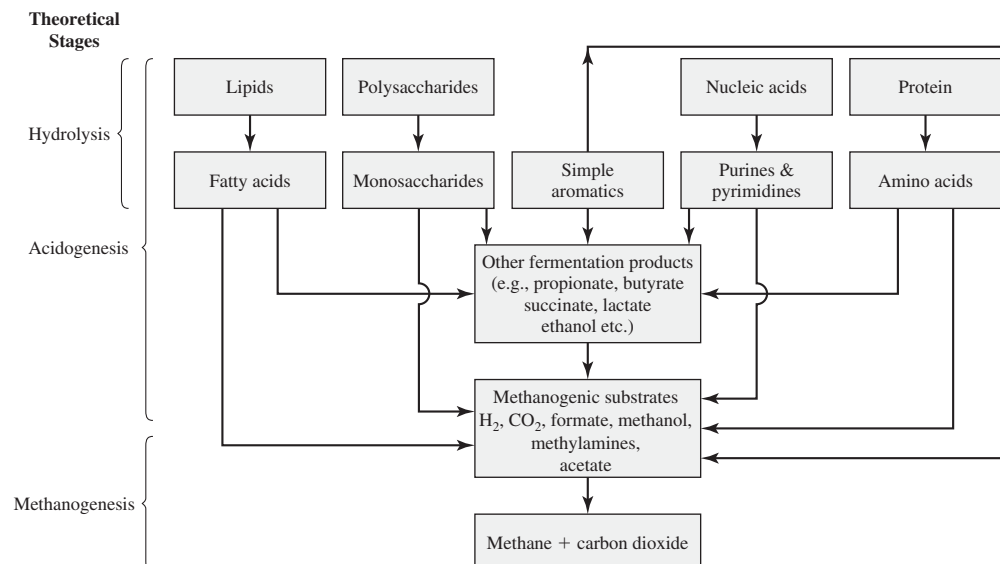 Theoretical
Stages
Lipids
Polysaccharides
Nucleic acids
Protein
Hydrolysis
Fatty acids
Monosaccharides
Simple
aromatics
Purines &
pyrimidines
Amino acids
Acidogenesis
Other fermentation products
(e.g., propionate, butyrate
succinate, lactate
ethanol etc.)
Methanogenic substrates
H₂, CO₂, formate, methanol,
methylamines,
acetate
Methanogenesis
Methane + carbon dioxide